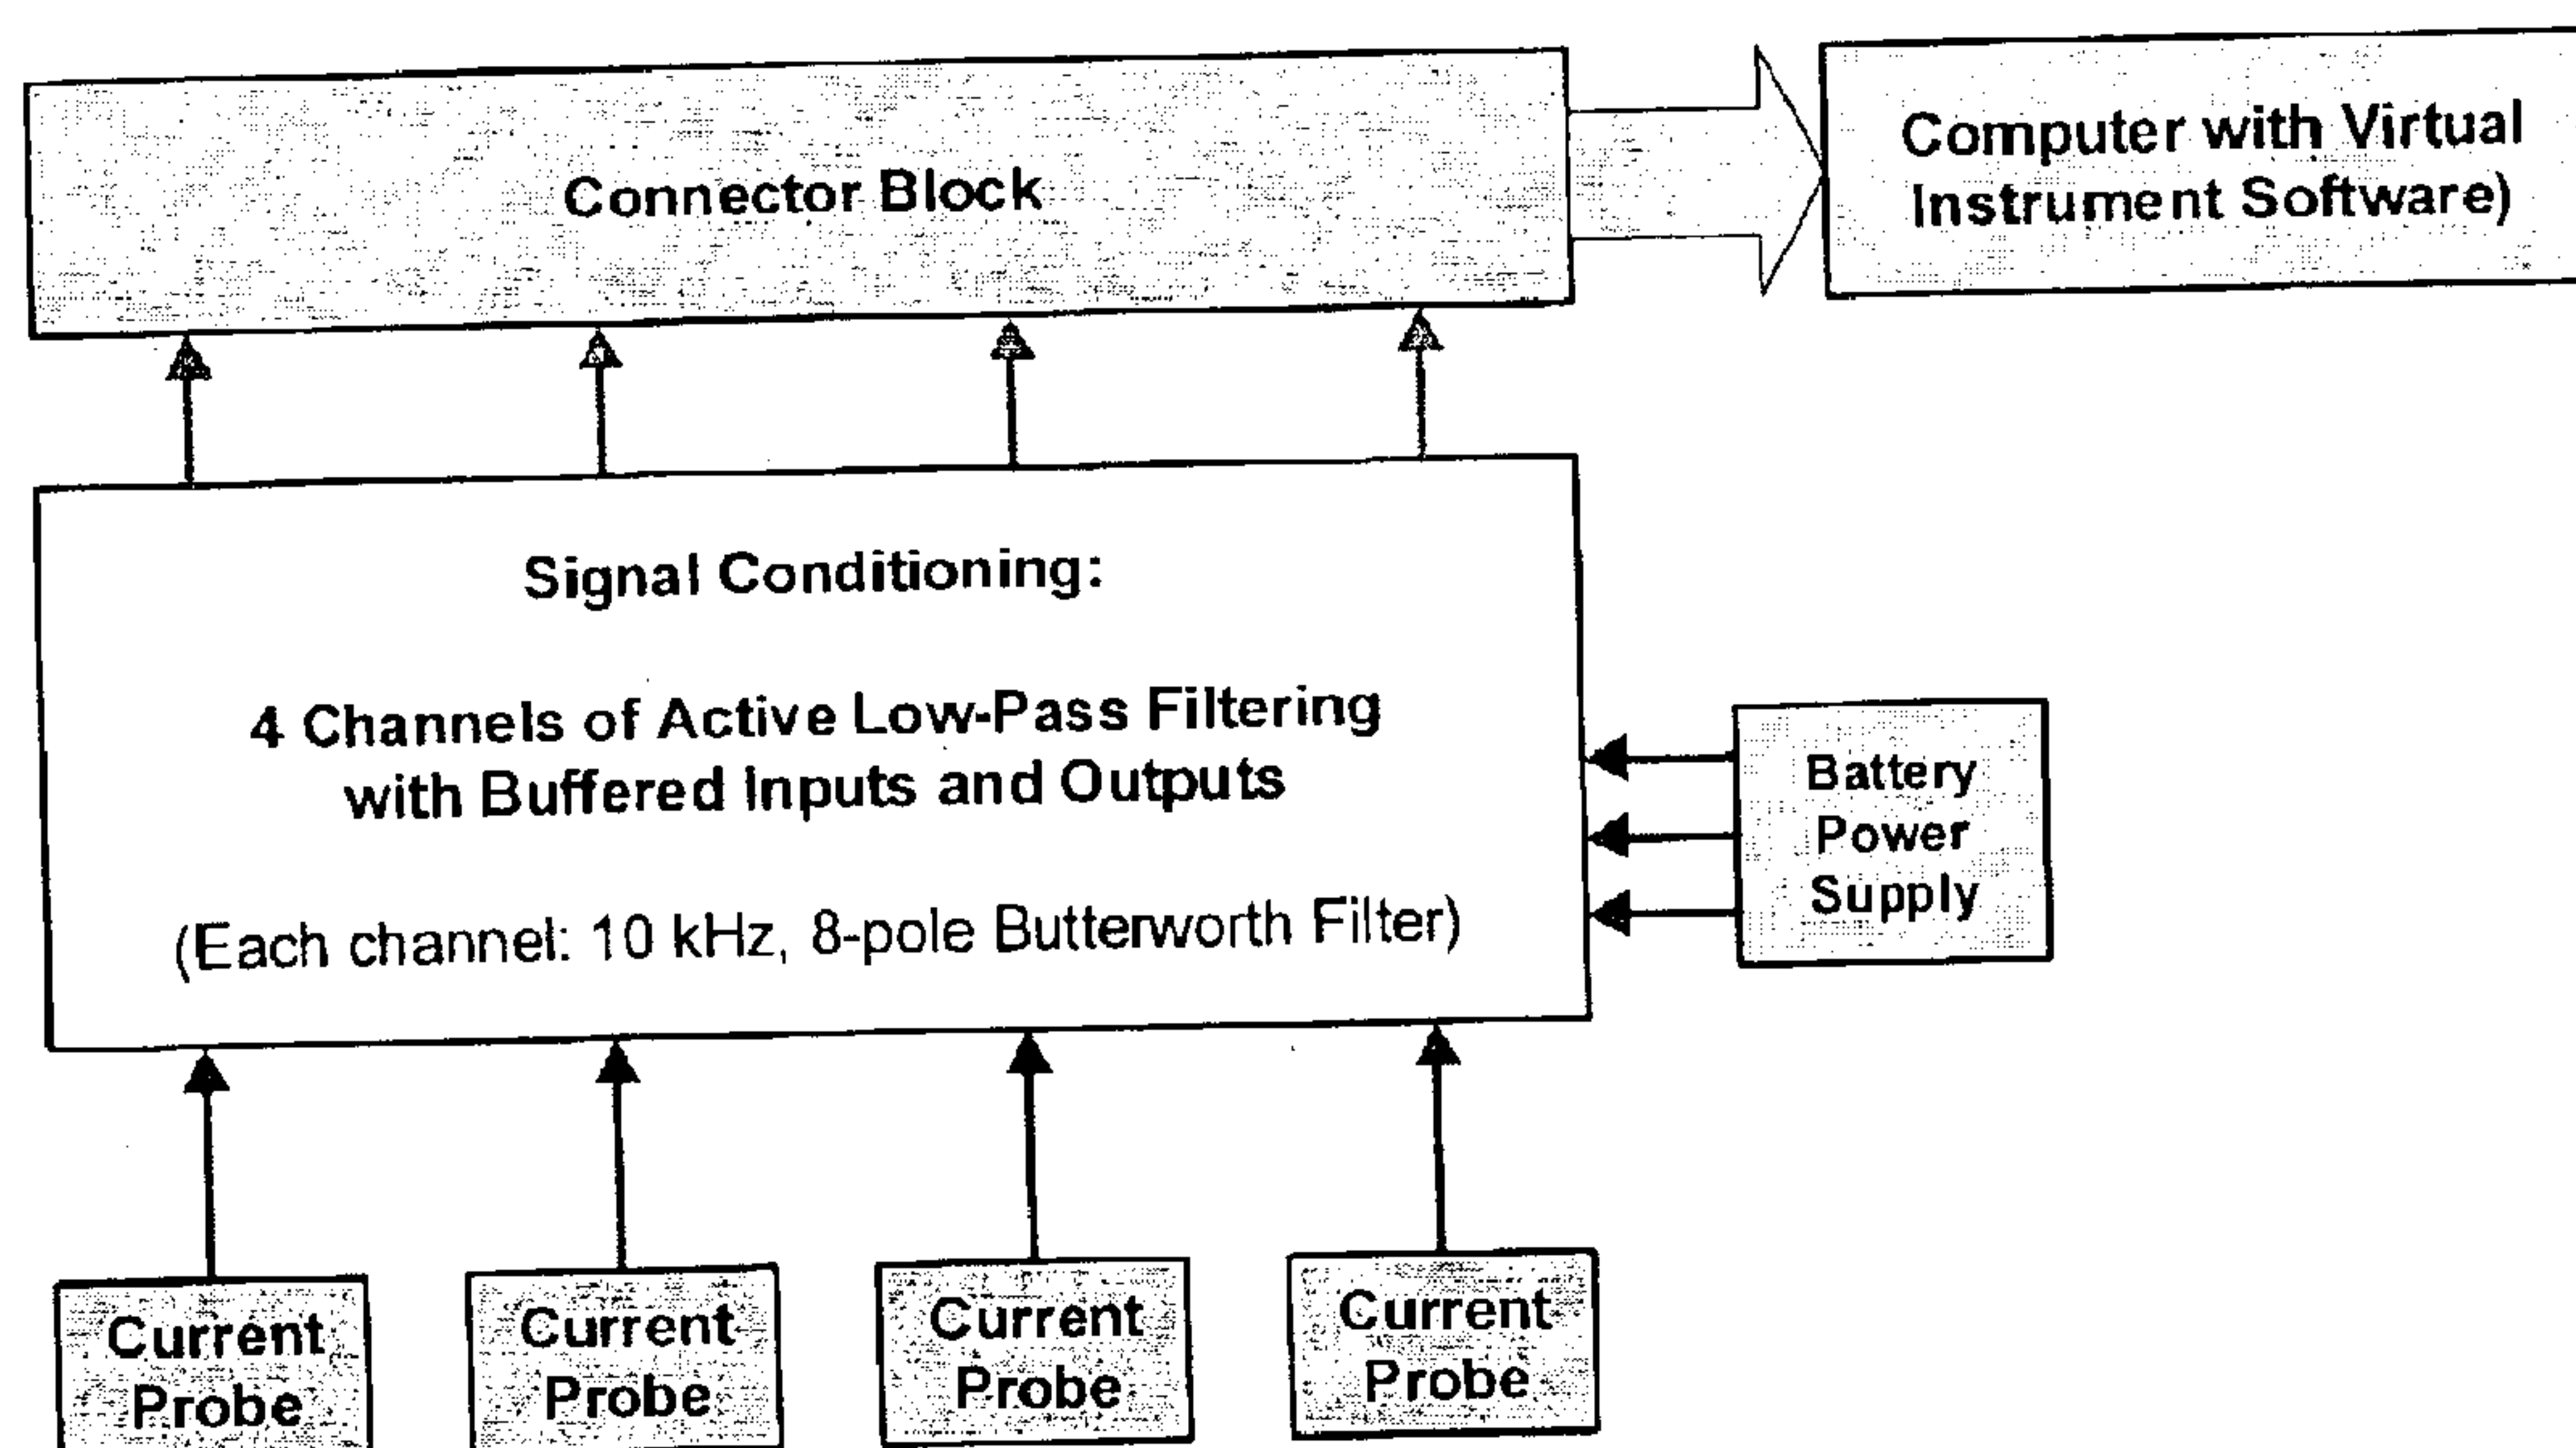 Connector Block
Computer with Virtual
Instrument Software)
Signal Conditioning:
4 Channels of Active Low-Pass Filtering
with Buffered Inputs and Outputs
(Each channel: 10 kHz, 8-pole Butterworth Filter)
Battery
Power
Supply
Current
Probe
Current
Probe
Current
Probe
Current
Probe